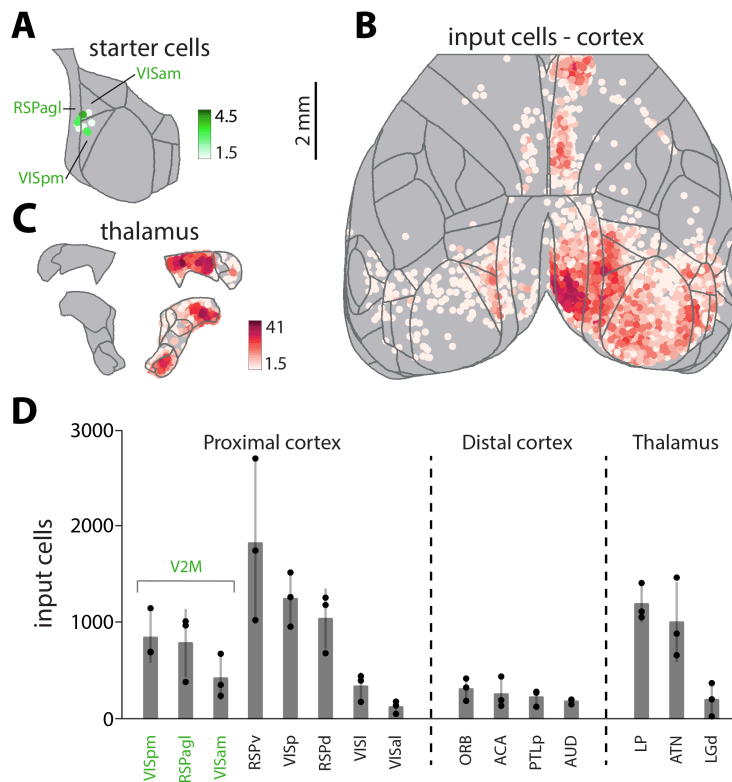 A
starter cells
VISam
RSPagl
VISpm
4.5
1.5
B
input cells - cortex
2 mm
C
thalamus
41
1.5
D
input cells
3000
2000
1000
0
Proximal cortex
Distal cortex
Thalamus
V2M
VISpm
RSPagl
VISam
RSPv
VISp
RSPd
VISl
VISal
ORB
ACA
PTLp
AUD
LP
ATN
LGd